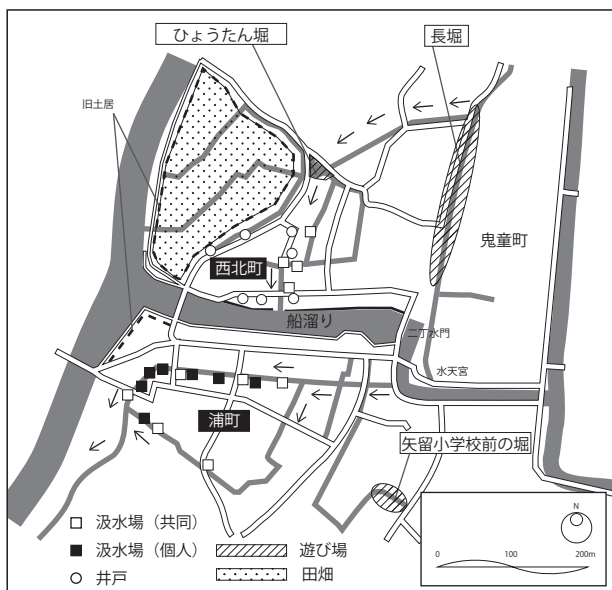 ひょうたん堀
長堀
旧土居
鬼童町
西北町
船溜り
二丁水門
水天宮
浦町
矢留小学校前の堀
□ 汲水場（共同）
■ 汲水場（個人）
○ 井戸
遊び場
田畑
N
0 100 200m